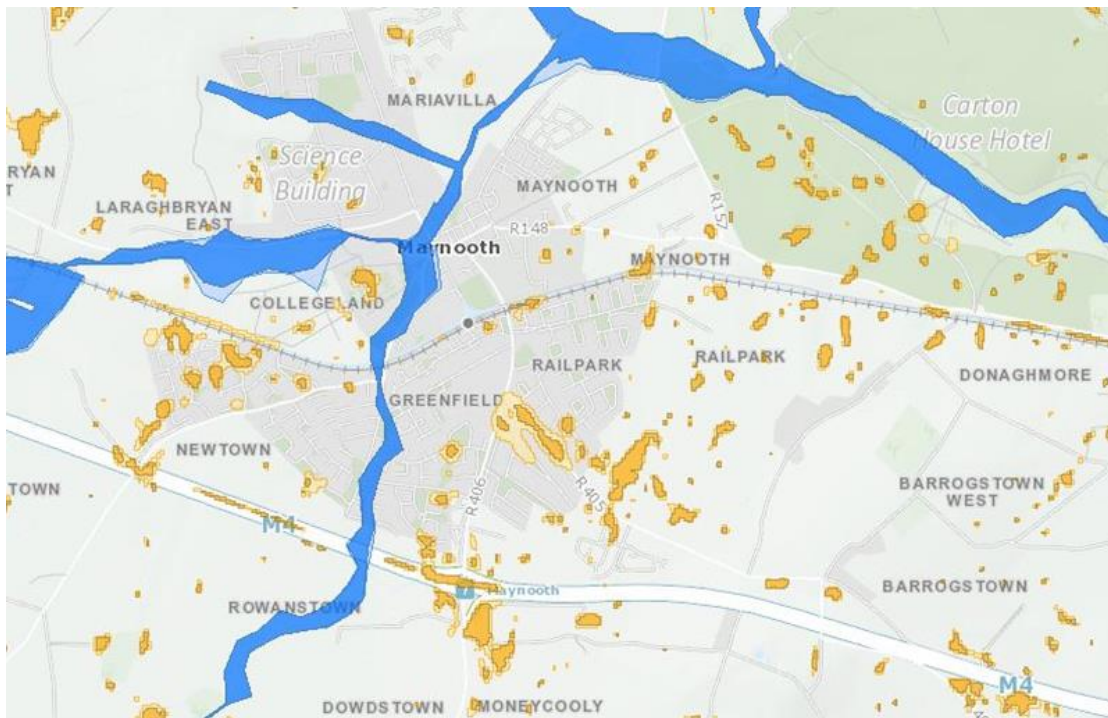 MARIAVILLA
Carton
House Hotel
Science
Building
RYAN
MAYNOOTH
LARAGHBRYAN
EAST
R157
R148
Maynooth
MAYNOOTH
COLLEGELAND
RAILPARK
RAILPARK
DONAGHMORE
GREENFIELD
NEWTOWN
TOWN
R406
R405
BARROGSTOWN
WEST
M4
7
Maynooth
BARROGSTOWN
ROWANSTOWN
M4
DOWDSTOWN
MONEYCOOLY